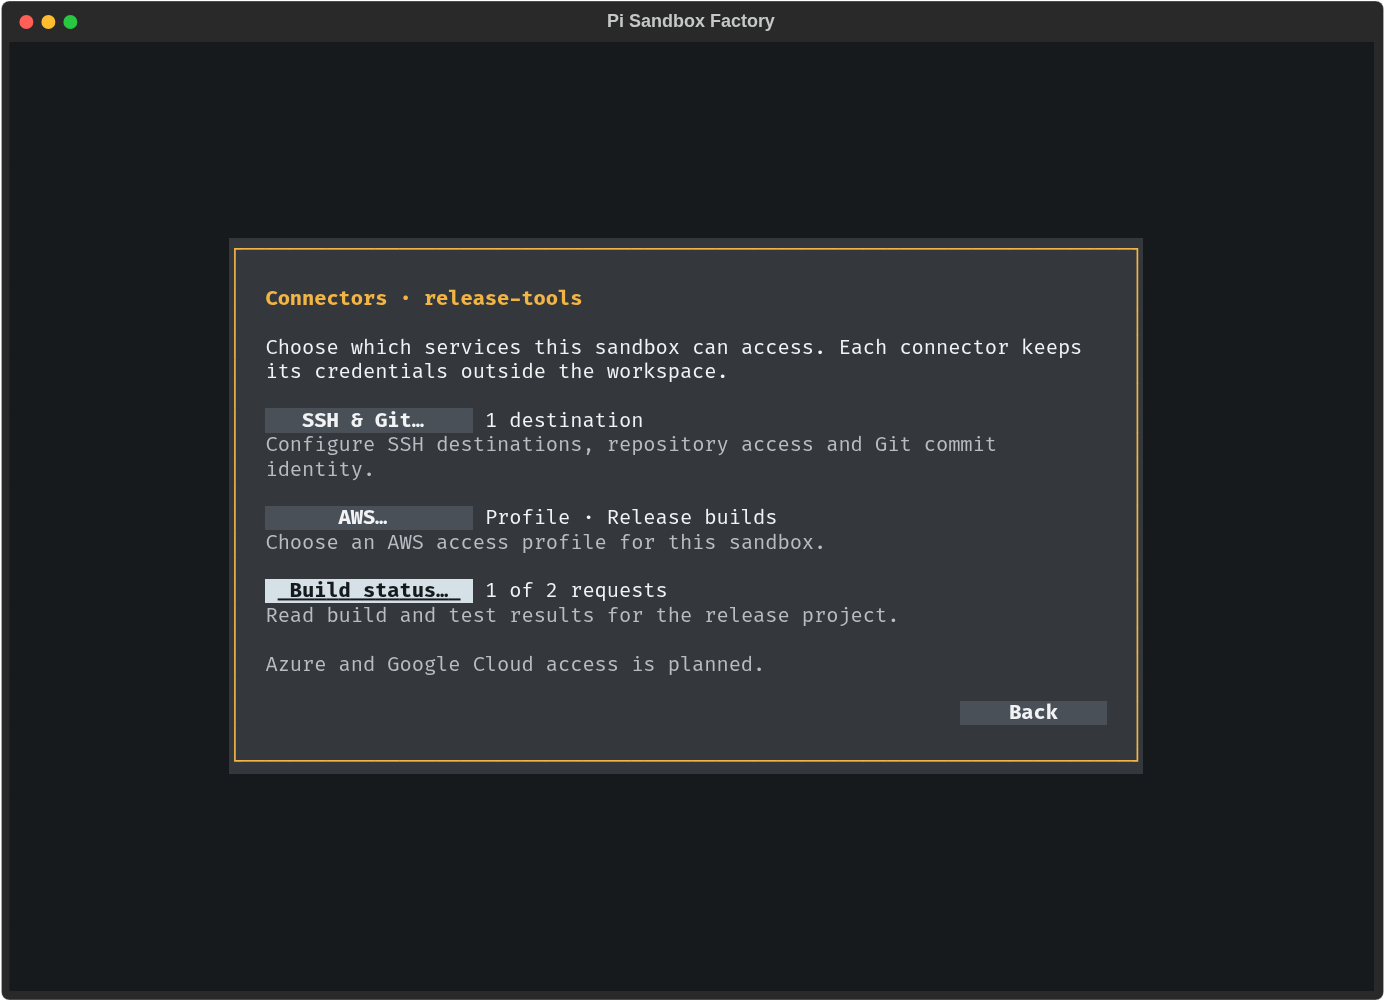 Pi Sandbox Factory
Connectors · release-tools
Choose which services this sandbox can access. Each connector keeps
its credentials outside the workspace.
SSH & Git… 1 destination
Configure SSH destinations, repository access and Git commit
identity.
AWS… Profile · Release builds
Choose an AWS access profile for this sandbox.
Build status… 1 of 2 requests
Read build and test results for the release project.
Azure and Google Cloud access is planned.
Back